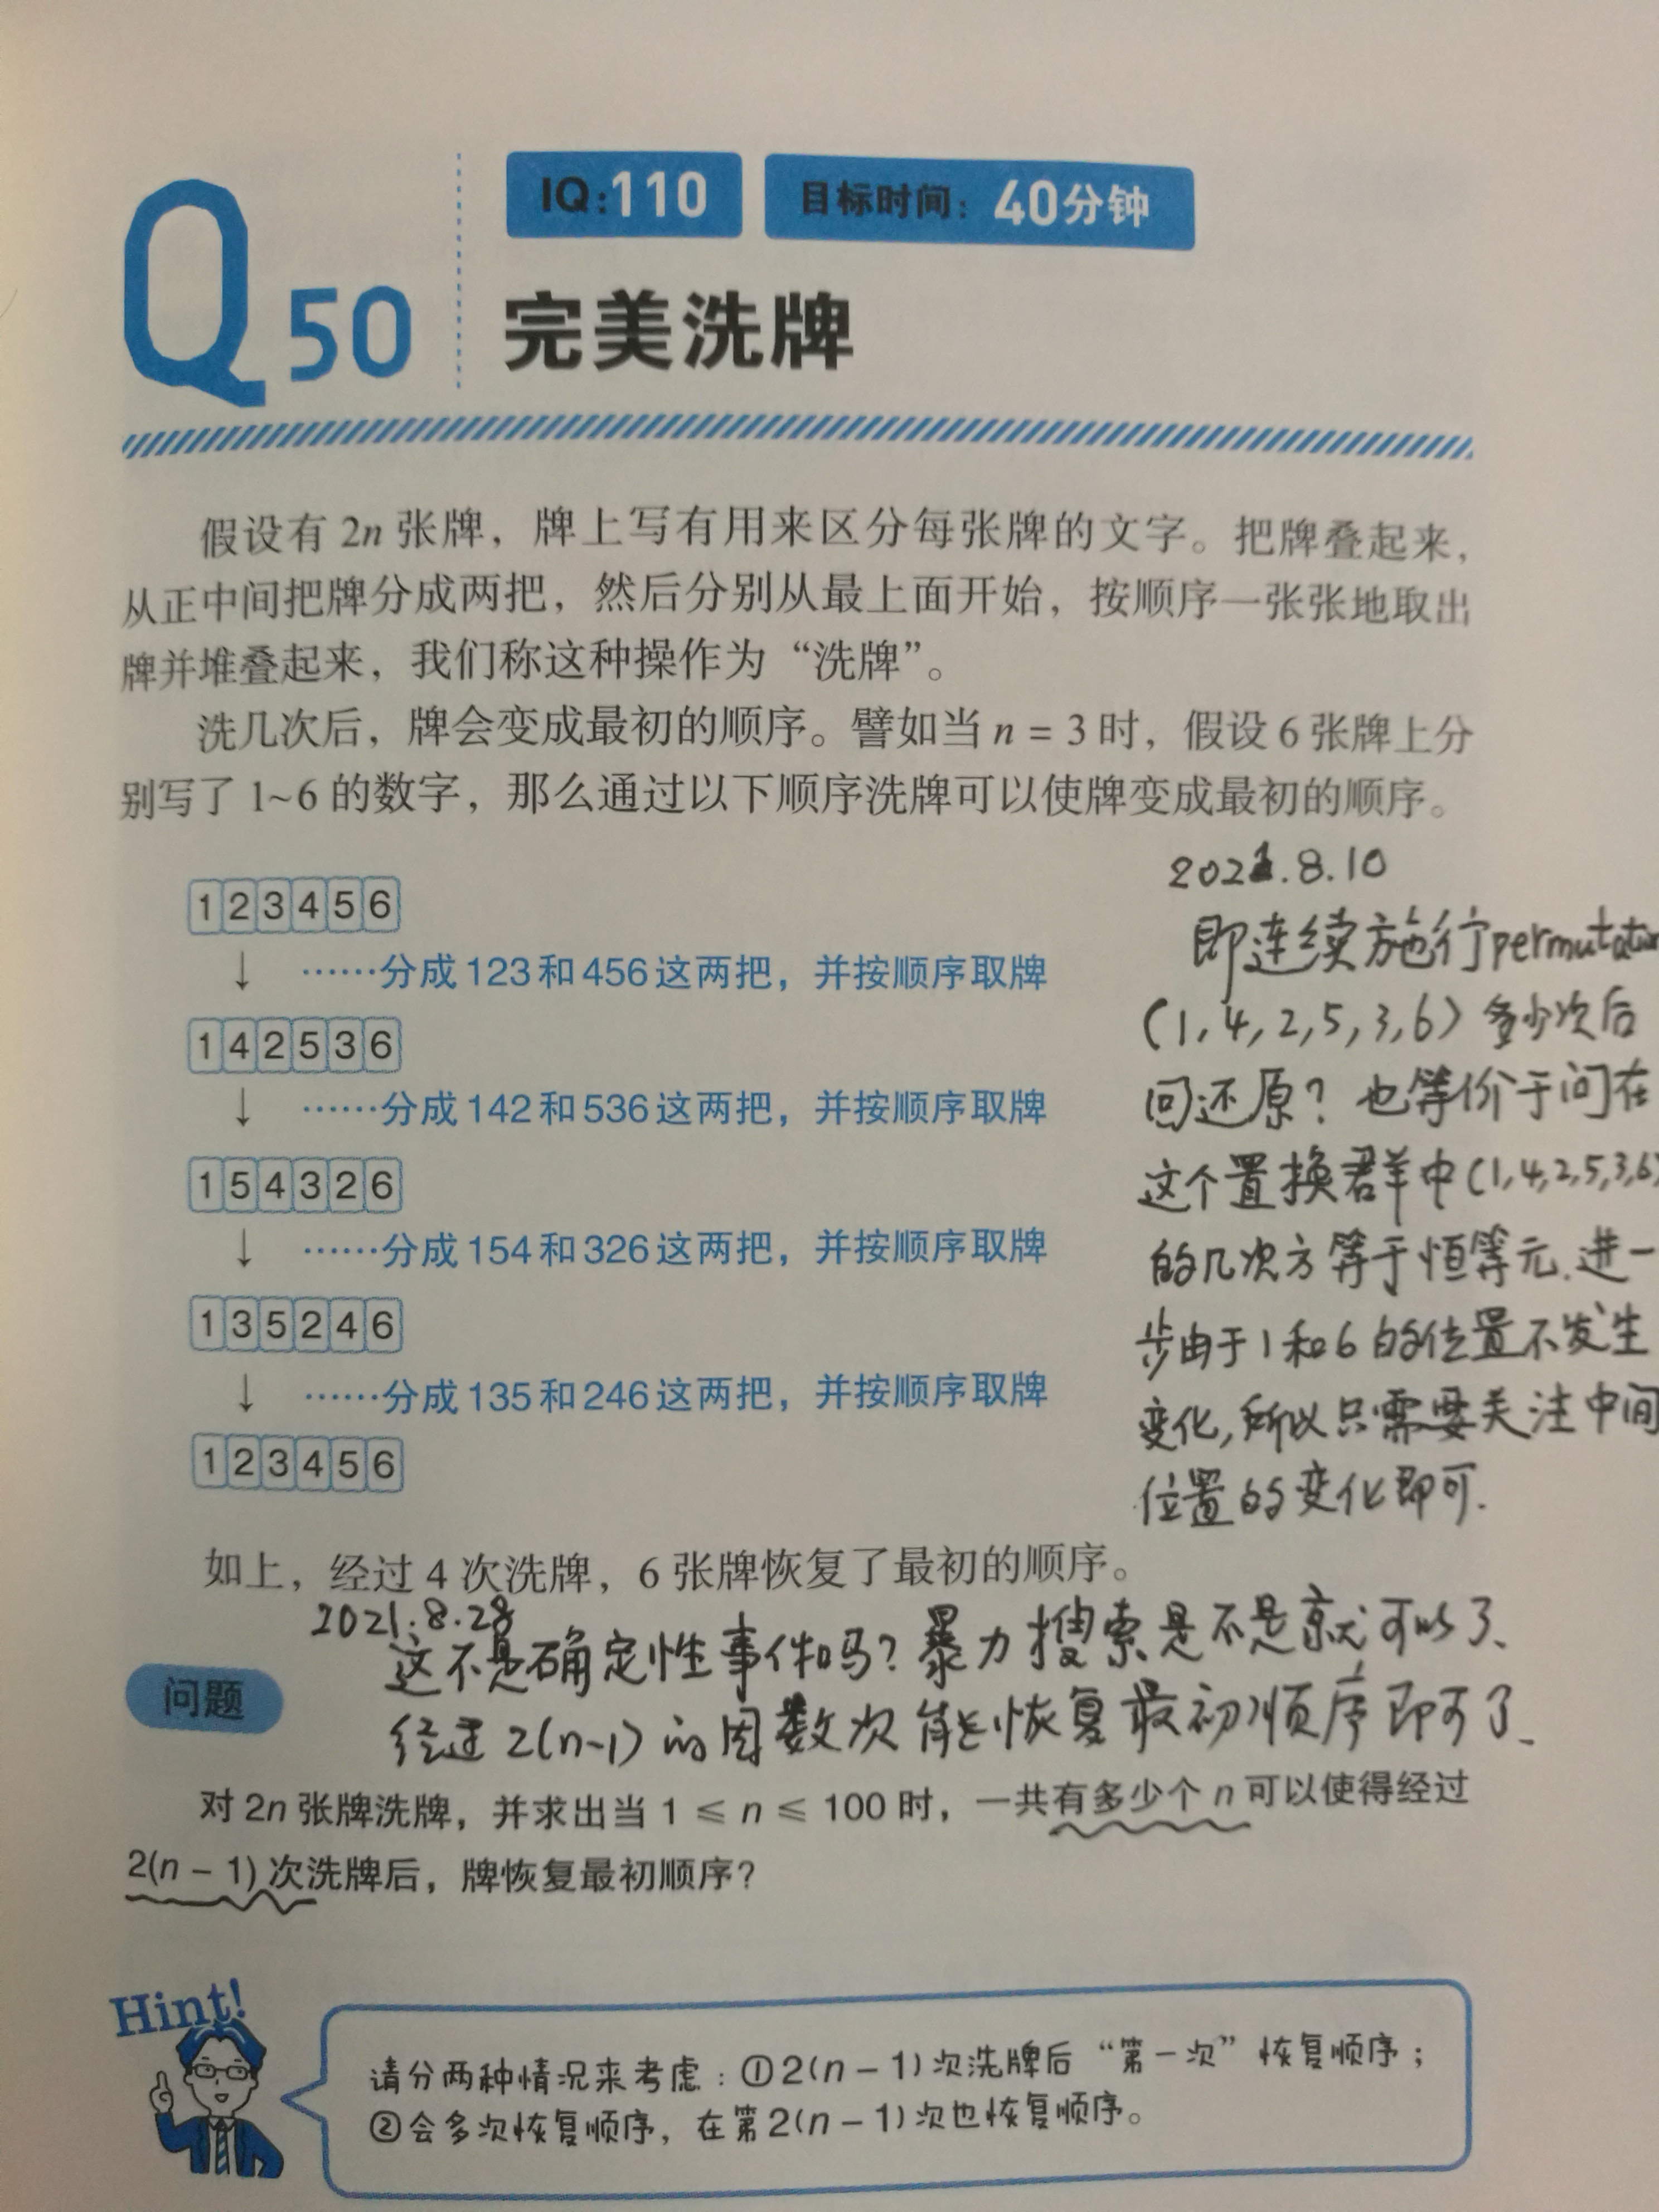 Q50
IQ:110
目标时间：40分钟
完美洗牌
假设有 2n 张牌，牌上写有用来区分每张牌的文字。把牌叠起来，
从正中间把牌分成两把，然后分别从最上面开始，按顺序一张张地取出
牌并堆叠起来，我们称这种操作为“洗牌”。
洗几次后，牌会变成最初的顺序。譬如当 n = 3 时，假设 6 张牌上分
别写了 1~6 的数字，那么通过以下顺序洗牌可以使牌变成最初的顺序。
1 2 3 4 5 6
↓ ……分成 123 和 456 这两把，并按顺序取牌
1 4 2 5 3 6
↓ ……分成 142 和 536 这两把，并按顺序取牌
1 5 4 3 2 6
↓ ……分成 154 和 326 这两把，并按顺序取牌
1 3 5 2 4 6
↓ ……分成 135 和 246 这两把，并按顺序取牌
1 2 3 4 5 6
2021.8.10
即连续施行permutation
(1,4,2,5,3,6) 多少次后
回还原？也等价于问在
这个置换群中(1,4,2,5,3,6)
的几次方等于恒等元.进一
步由于1和6的位置不发生
变化,所以只需要关注中间
位置的变化即可.
如上，经过 4 次洗牌，6 张牌恢复了最初的顺序。
2021.8.28
这不是确定性事件吗？暴力搜索是不是就可以了、
问题
经过 2(n-1) 的因数次能恢复最初顺序即可了、
对 2n 张牌洗牌，并求出当 1 ≤ n ≤ 100 时，一共有多少个 n 可以使得经过
2(n − 1) 次洗牌后，牌恢复最初顺序？
Hint!
请分两种情况来考虑：①2(n − 1) 次洗牌后“第一次”恢复顺序；
②会多次恢复顺序，在第2(n − 1) 次也恢复顺序。